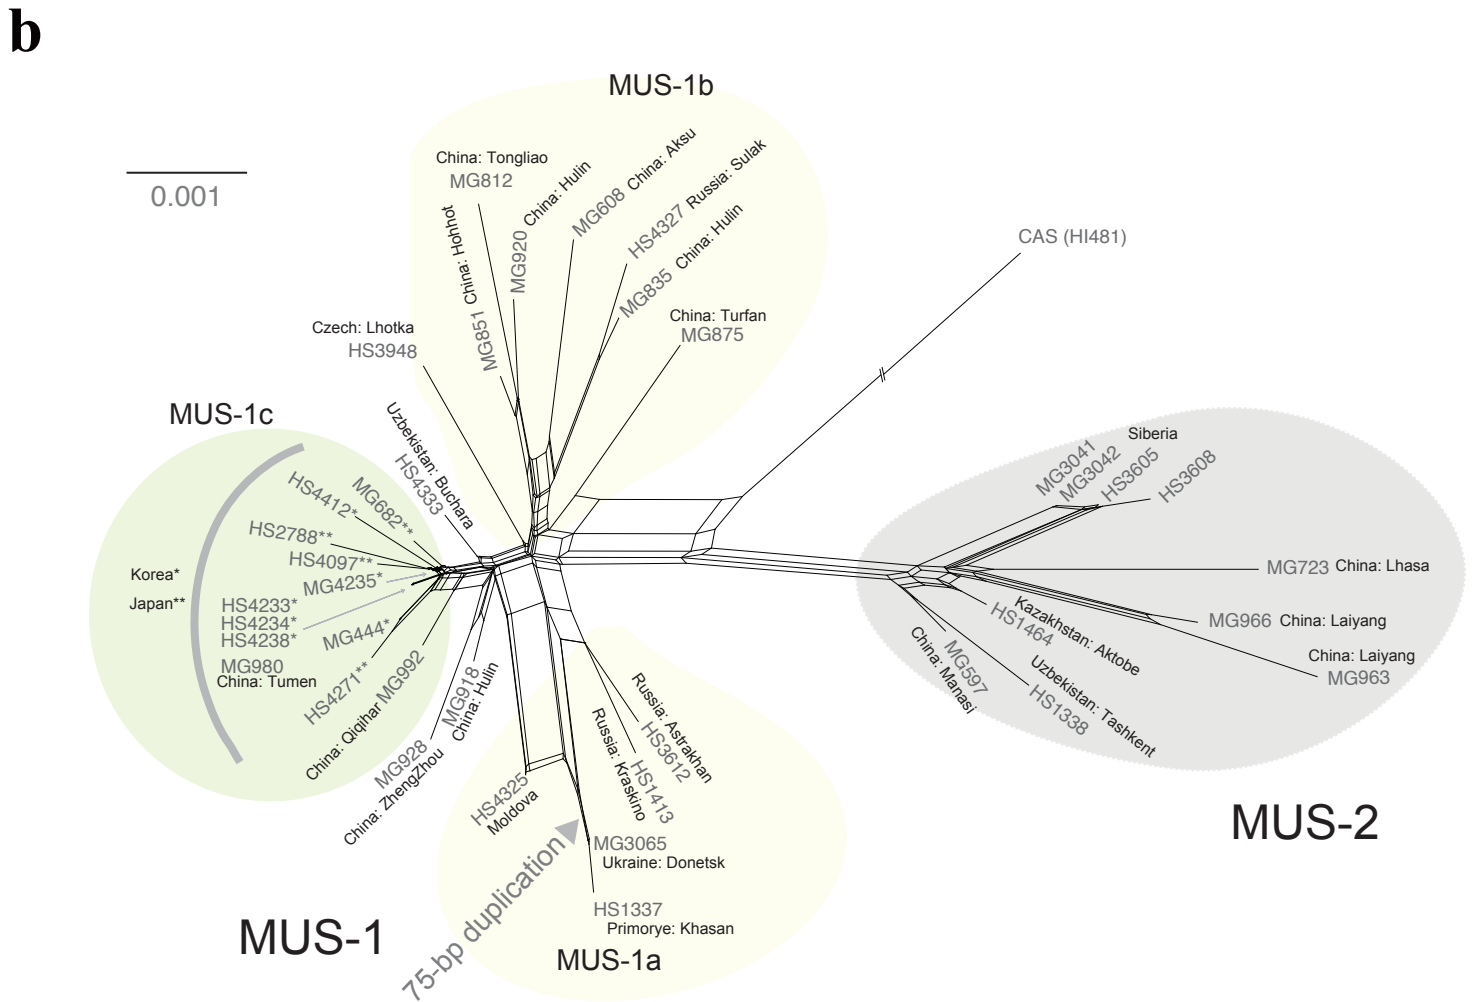 b
MUS-1b
0.001
China: Tongliao
MG812
MG851 China: Hohhot
MG920 China: Hulin
MG608 China: Aksu
HS4327 Russia: Sulak
MG835 China: Hulin
China: Turfan
MG875
CAS (HI481)
Czech: Lhotka
HS3948
Uzbekistan: Buchara
HS4333
MUS-1c
HS4412*
MG682**
HS2788**
HS4097**
MG4235*
Korea*
Japan**
HS4233*
HS4234*
HS4238*
MG444*
MG980
China: Tumen
HS4271**
China: Qiqihar MG992
MG918
China: Hulin
MG928
China: ZhengZhou
HS4325
Moldova
Russia: Astrakhan
HS3612
Russia: Kraskino
HS1413
MG3065
Ukraine: Donetsk
HS1337
Primorye: Khasan
75-bp duplication
MUS-1a
MUS-1
Siberia
MG3041
MG3042
HS3605
HS3608
MG723 China: Lhasa
MG966 China: Laiyang
China: Laiyang
MG963
Kazakhstan: Aktobe
HS1464
MG597
China: Manasi
Uzbekistan: Tashkent
HS1338
MUS-2